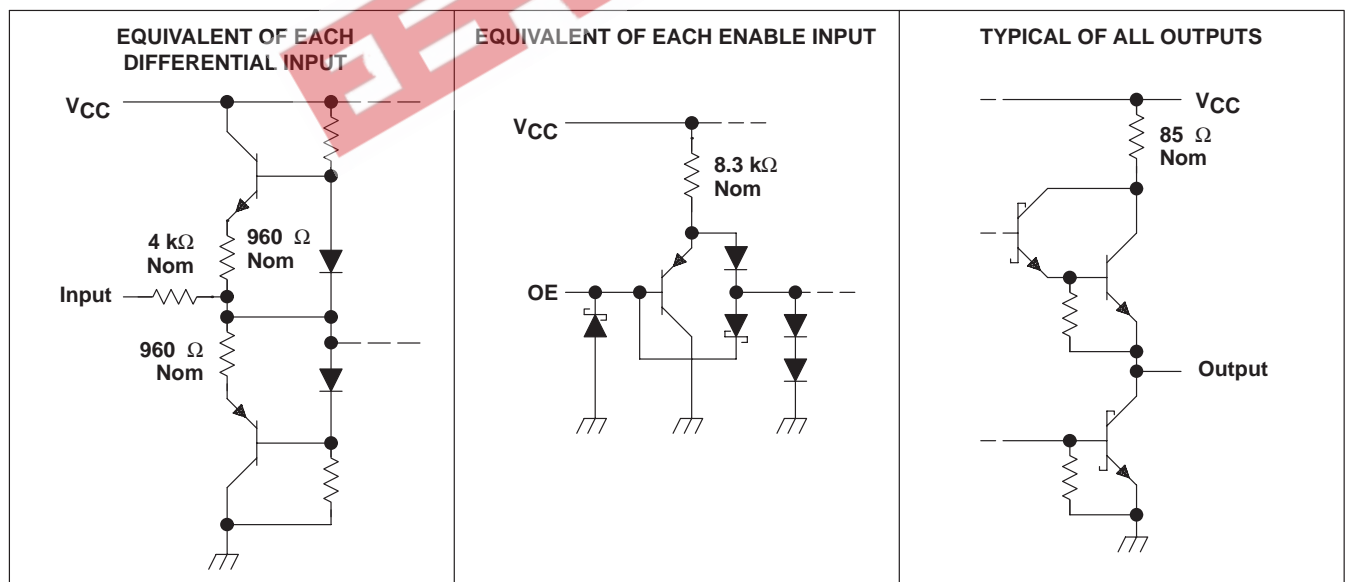 EQUIVALENT OF EACH
DIFFERENTIAL INPUT
VCC
4 kΩ
Nom
960 Ω
Nom
Input
960 Ω
Nom
EQUIVALENT OF EACH ENABLE INPUT
VCC
8.3 kΩ
Nom
OE
TYPICAL OF ALL OUTPUTS
VCC
85 Ω
Nom
Output